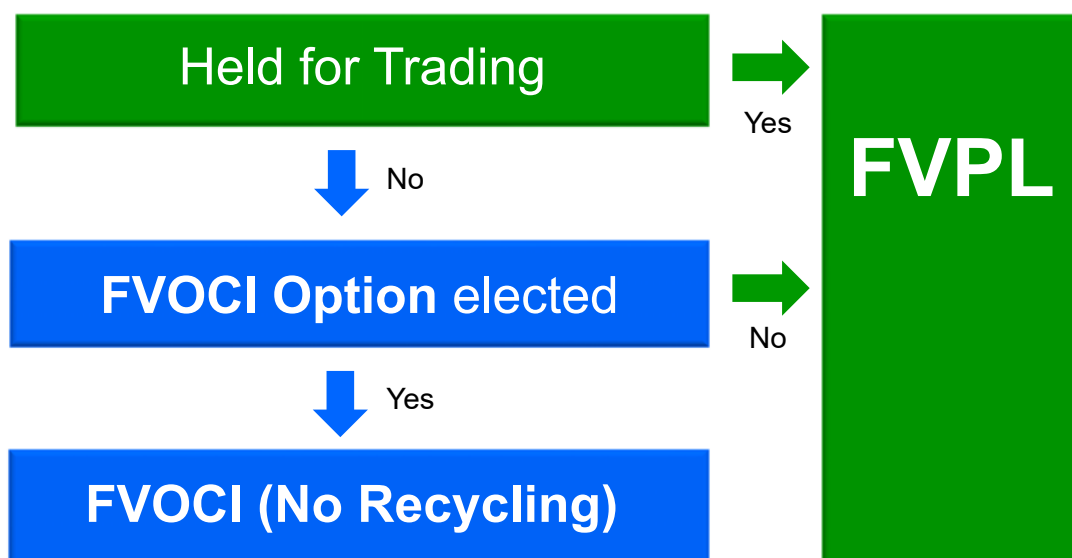 Held for Trading
Yes
FVPL
No
FVOCI Option elected
No
Yes
FVOCI (No Recycling)